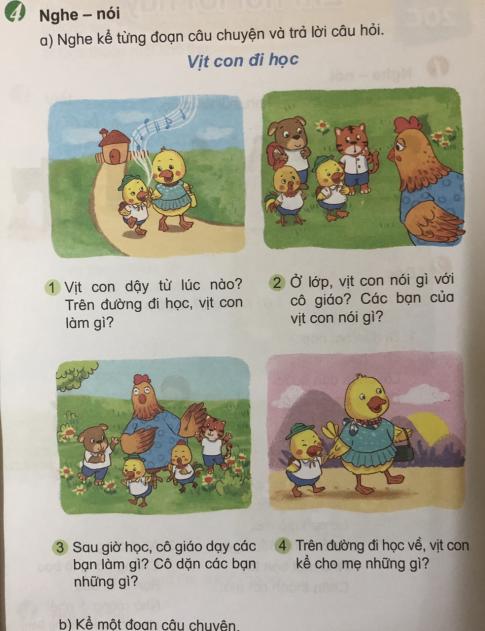 4 Nghe – nói
a) Nghe kể từng đoạn câu chuyện và trả lời câu hỏi.
Vịt con đi học
1 Vịt con dậy từ lúc nào?
Trên đường đi học, vịt con
làm gì?
2 Ở lớp, vịt con nói gì với
cô giáo? Các bạn của
vịt con nói gì?
3 Sau giờ học, cô giáo dạy các
bạn làm gì? Cô dặn các bạn
những gì?
4 Trên đường đi học về, vịt con
kể cho mẹ những gì?
b) Kể một đoạn câu chuyện.